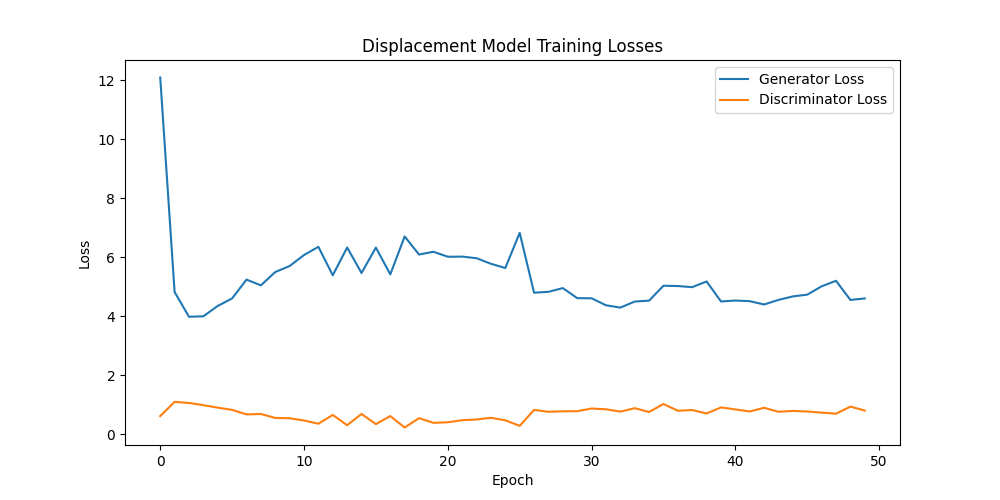 Displacement Model Training Losses
Generator Loss
Discriminator Loss
12
10
8
6
4
2
0
Loss
0 10 20 30 40 50
Epoch